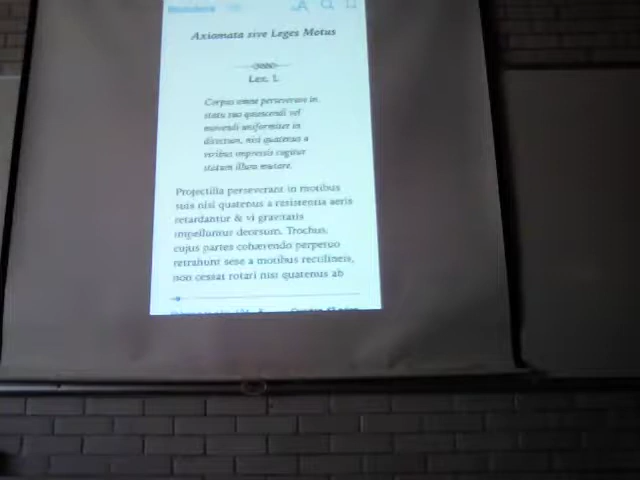 Axiomata sive Leges Motus
Lex. I.
Corpus omne perseverare in
statu suo quiescendi vel
movendi uniformiter in
directum, nisi quatenus a
viribus impressis cogitur
statum illum mutare.
Projectilia perseverant in motibus
suis nisi quatenus a resistentia aeris
retardantur & vi gravitatis
impelluntur deorsum. Trochus,
cujus partes cohærendo perpetuo
retrahunt sese a motibus rectilineis,
non cessat rotari nisi quatenus ab